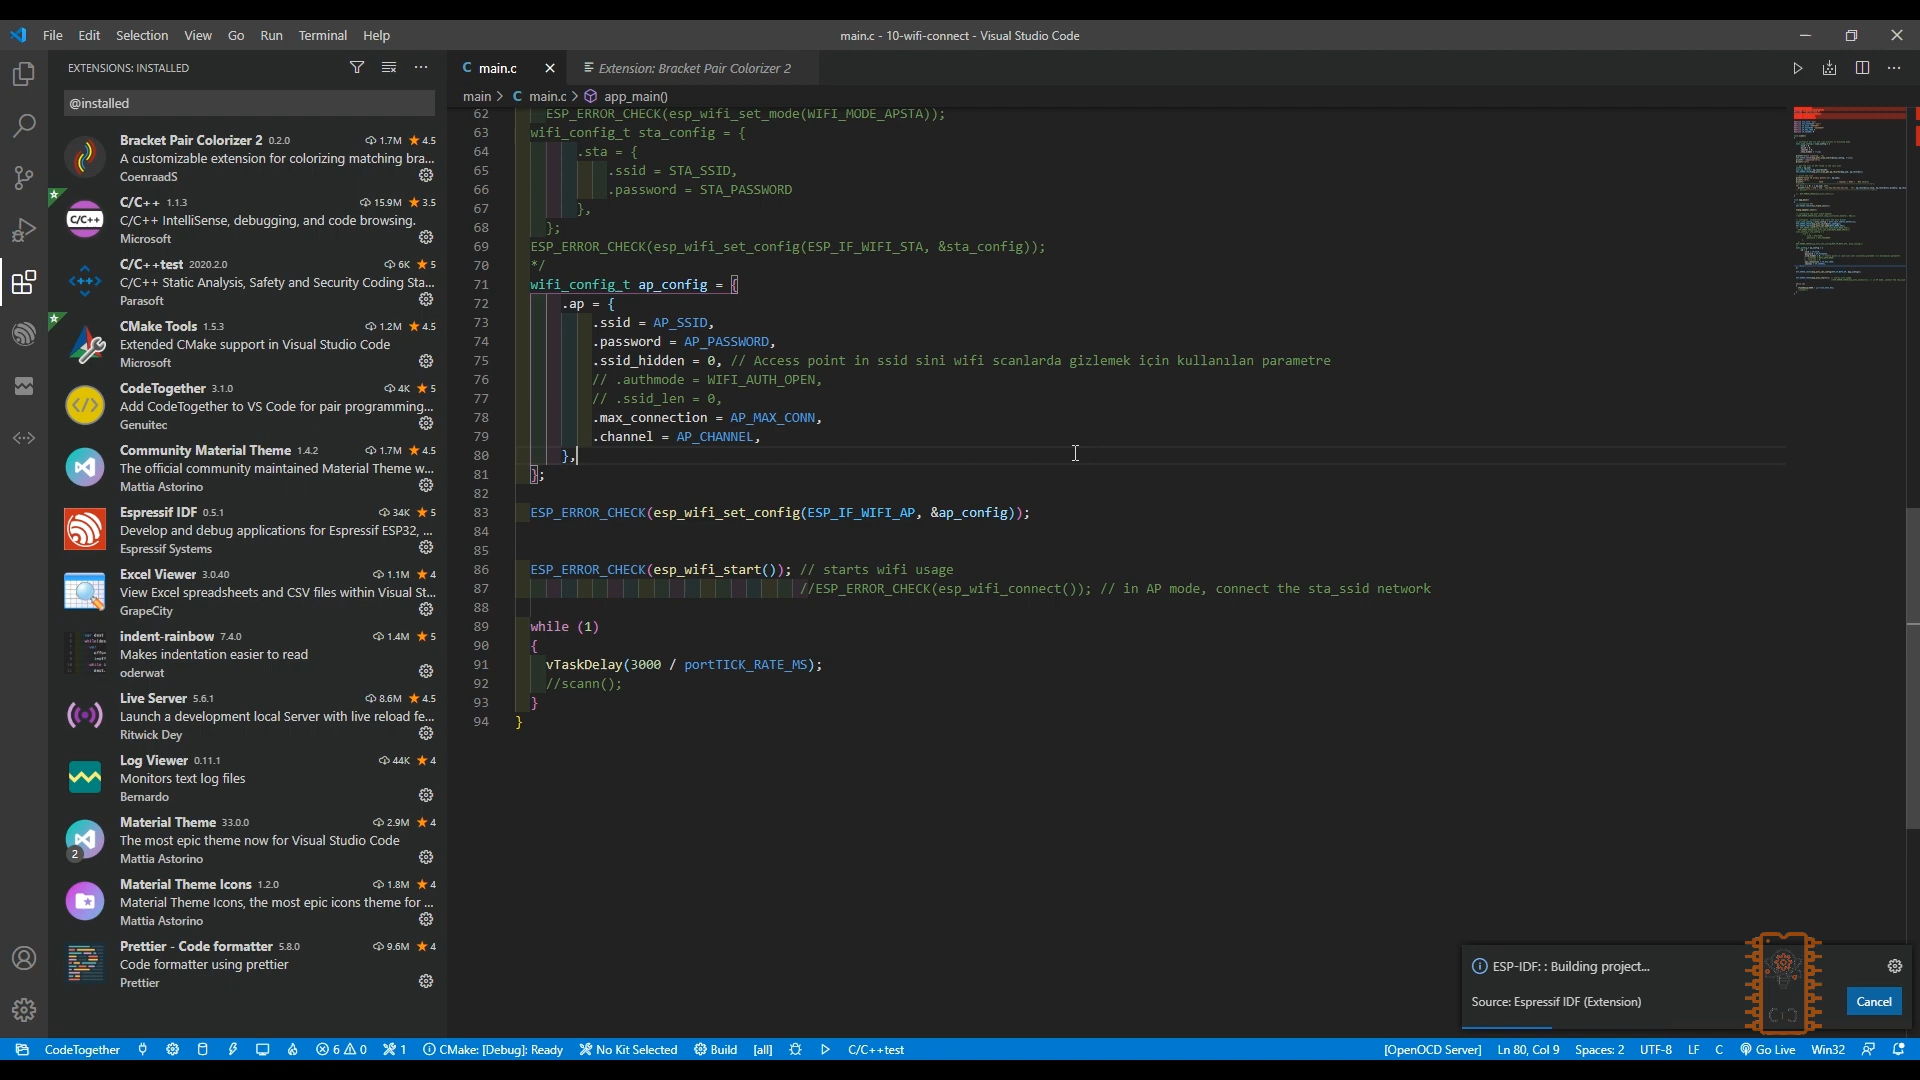 File Edit Selection View Go Run Terminal Help
main.c - 10-wifi-connect - Visual Studio Code
EXTENSIONS: INSTALLED
@installed
Bracket Pair Colorizer 2 0.2.0 1.7M 4.5
A customizable extension for colorizing matching bra...
CoenraadS
C/C++ 1.1.3 15.9M 3.5
C/C++ IntelliSense, debugging, and code browsing.
Microsoft
C/C++test 2020.2.0 6K 5
C/C++ Static Analysis, Safety and Security Coding Sta...
Parasoft
CMake Tools 1.5.3 1.2M 4.5
Extended CMake support in Visual Studio Code
Microsoft
CodeTogether 3.1.0 4K 5
Add CodeTogether to VS Code for pair programming,...
Genuitec
Community Material Theme 1.4.2 1.7M 4.5
The official community maintained Material Theme w...
Mattia Astorino
Espressif IDF 0.5.1 34K 5
Develop and debug applications for Espressif ESP32, ...
Espressif Systems
Excel Viewer 3.0.40 1.1M 4
View Excel spreadsheets and CSV files within Visual St...
GrapeCity
indent-rainbow 7.4.0 1.4M 5
Makes indentation easier to read
oderwat
Live Server 5.6.1 8.6M 4.5
Launch a development local Server with live reload fe...
Ritwick Dey
Log Viewer 0.11.1 44K 4
Monitors text log files
Bernardo
Material Theme 33.0.0 2.9M 4
The most epic theme now for Visual Studio Code
Mattia Astorino
2
Material Theme Icons 1.2.0 1.8M 4
Material Theme Icons, the most epic icons theme for ...
Mattia Astorino
Prettier - Code formatter 5.8.0 9.6M 4
Code formatter using prettier
Prettier
C main.c
Extension: Bracket Pair Colorizer 2
main > C main.c > app_main()
62 ESP_ERROR_CHECK(esp_wifi_set_mode(WIFI_MODE_APSTA));
63 wifi_config_t sta_config = {
64 .sta = {
65 .ssid = STA_SSID,
66 .password = STA_PASSWORD
67 },
68 };
69 ESP_ERROR_CHECK(esp_wifi_set_config(ESP_IF_WIFI_STA, &sta_config));
70 */
71 wifi_config_t ap_config = {
72 .ap = {
73 .ssid = AP_SSID,
74 .password = AP_PASSWORD,
75 .ssid_hidden = 0, // Access point in ssid sini wifi scanlarda gizlemek için kullanılan parametre
76 // .authmode = WIFI_AUTH_OPEN,
77 // .ssid_len = 0,
78 .max_connection = AP_MAX_CONN,
79 .channel = AP_CHANNEL,
80 },
81 };
82
83 ESP_ERROR_CHECK(esp_wifi_set_config(ESP_IF_WIFI_AP, &ap_config));
84
85
86 ESP_ERROR_CHECK(esp_wifi_start()); // starts wifi usage
87 //ESP_ERROR_CHECK(esp_wifi_connect()); // in AP mode, connect the sta_ssid network
88
89 while (1)
90 {
91 vTaskDelay(3000 / portTICK_RATE_MS);
92 //scann();
93 }
94 }
ESP-IDF: : Building project...
Source: Espressif IDF (Extension)
Cancel
CodeTogether 6 0 1 CMake: [Debug]: Ready No Kit Selected Build [all] C/C++test
[OpenOCD Server] Ln 80, Col 9 Spaces: 2 UTF-8 LF C Go Live Win32